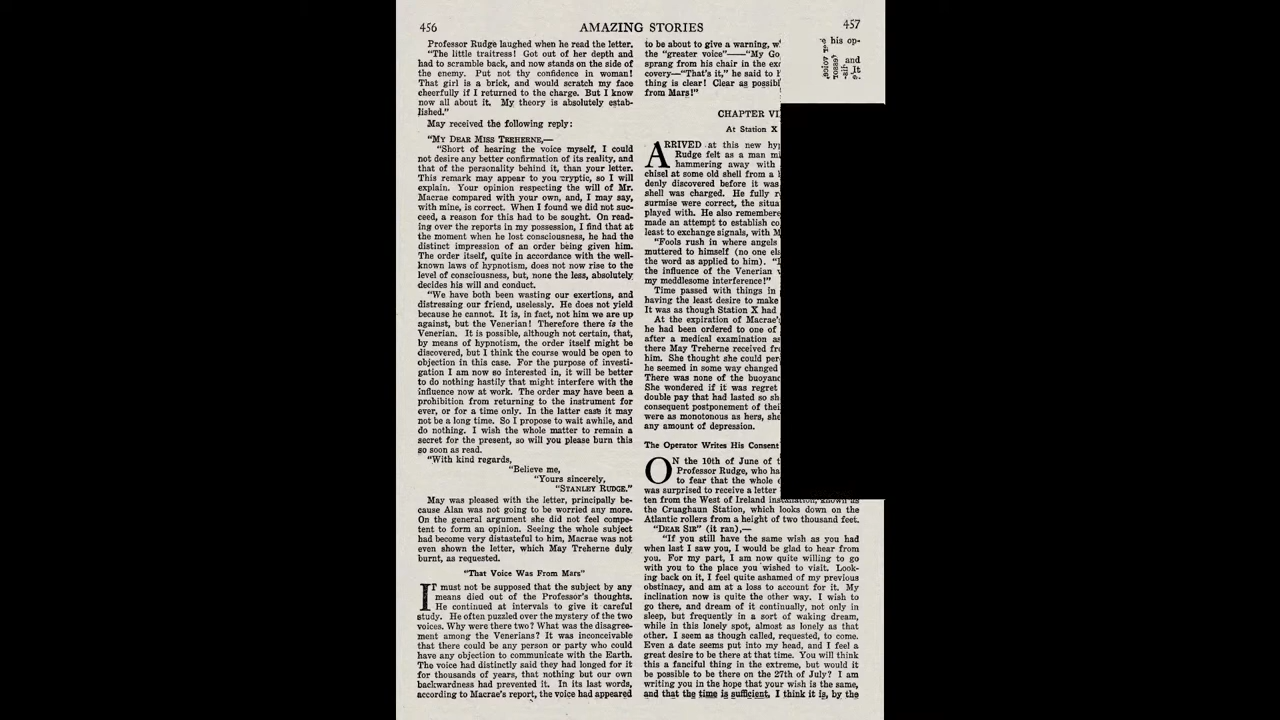 456
AMAZING STORIES
457
Professor Rudge laughed when he read the letter.
"The little traitress! Got out of her depth and
had to scramble back, and now stands on the side of
the enemy. Put not thy confidence in woman!
That girl is a brick, and would scratch my face
cheerfully if I returned to the charge. But I know
now all about it. My theory is absolutely estab-
lished."
May received the following reply:
"MY DEAR MISS TREHERNE,—
"Short of hearing the voice myself, I could
not desire any better confirmation of its reality, and
that of the personality behind it, than your letter.
This remark may appear to you cryptic, so I will
explain. Your opinion respecting the will of Mr.
Macrae compared with your own, and, I may say,
with mine, is correct. When I found we did not suc-
ceed, a reason for this had to be sought. On read-
ing over the reports in my possession, I find that at
the moment when he lost consciousness, he had the
distinct impression of an order being given him.
The order itself, quite in accordance with the well-
known laws of hypnotism, does not now rise to the
level of consciousness, but, none the less, absolutely
decides his will and conduct.
"We have both been wasting our exertions, and
distressing our friend, uselessly. He does not yield
because he cannot. It is, in fact, not him we are up
against, but the Venerian! Therefore there is the
Venerian. It is possible, although not certain, that,
by means of hypnotism, the order itself might be
discovered, but I think the course would be open to
objection in this case. For the purpose of investi-
gation I am now so interested in, it will be better
to do nothing hastily that might interfere with the
influence now at work. The order may have been a
prohibition from returning to the instrument for
ever, or for a time only. In the latter case it may
not be a long time. So I propose to wait awhile, and
do nothing. I wish the whole matter to remain a
secret for the present, so will you please burn this
so soon as read.
"With kind regards,
"Believe me,
"Yours sincerely,
"STANLEY RUDGE."
May was pleased with the letter, principally be-
cause Alan was not going to be worried any more.
On the general argument she did not feel compe-
tent to form an opinion. Seeing the whole subject
had become very distasteful to him, Macrae was not
even shown the letter, which May Treherne duly
burnt, as requested.
"That Voice Was From Mars"
IT must not be supposed that the subject by any
means died out of the Professor's thoughts.
He continued at intervals to give it careful
study. He often puzzled over the mystery of the two
voices. Why were there two? What was the disagree-
ment among the Venerians? It was inconceivable
that there could be any person or party who could
have any objection to communicate with the Earth.
The voice had distinctly said they had longed for it
for thousands of years, that nothing but our own
backwardness had prevented it. In its last words,
according to Macrae's report, the voice had appeared
to be about to give a warning, w
the "greater voice"—"My Go
sprang from his chair in the ex
covery—"That's it," he said to h
thing is clear! Clear as possib
from Mars!"
his op-
and
It
CHAPTER VI
At Station X
ARRIVED at this new hyp
Rudge felt as a man mi
hammering away with
chisel at some old shell from a
denly discovered before it was
shell was charged. He fully r
surmise were correct, the situa
played with. He also remembere
made an attempt to establish co
least to exchange signals, with M
"Fools rush in where angels
muttered to himself (no one els
the word as applied to him). "
the influence of the Venerian
my meddlesome interference!"
Time passed with things in
having the least desire to make
It was as though Station X had
At the expiration of Macrae's
he had been ordered to one of
after a medical examination as
there May Treherne received fr
him. She thought she could per
he seemed in some way changed
There was none of the buoyanc
She wondered if it was regret
double pay that had lasted so sh
consequent postponement of thei
were as monotonous as hers, she
any amount of depression.
The Operator Writes His Consent
ON the 10th of June of t
Professor Rudge, who ha
to fear that the whole
was surprised to receive a letter
ten from the West of Ireland installation, known as
the Cruaghaun Station, which looks down on the
Atlantic rollers from a height of two thousand feet.
"DEAR SIR" (it ran),—
"If you still have the same wish as you had
when last I saw you, I would be glad to hear from
you. For my part, I am now quite willing to go
with you to the place you wished to visit. Look-
ing back on it, I feel quite ashamed of my previous
obstinacy, and am at a loss to account for it. My
inclination now is quite the other way. I wish to
go there, and dream of it continually, not only in
sleep, but frequently in a sort of waking dream,
while in this lonely spot, almost as lonely as that
other. I seem as though called, requested, to come.
Even a date seems put into my head, and I feel a
great desire to be there at that time. You will think
this a fanciful thing in the extreme, but would it
be possible to be there on the 27th of July? I am
writing you in the hope that your wish is the same,
and that the time is sufficient. I think it is, by the